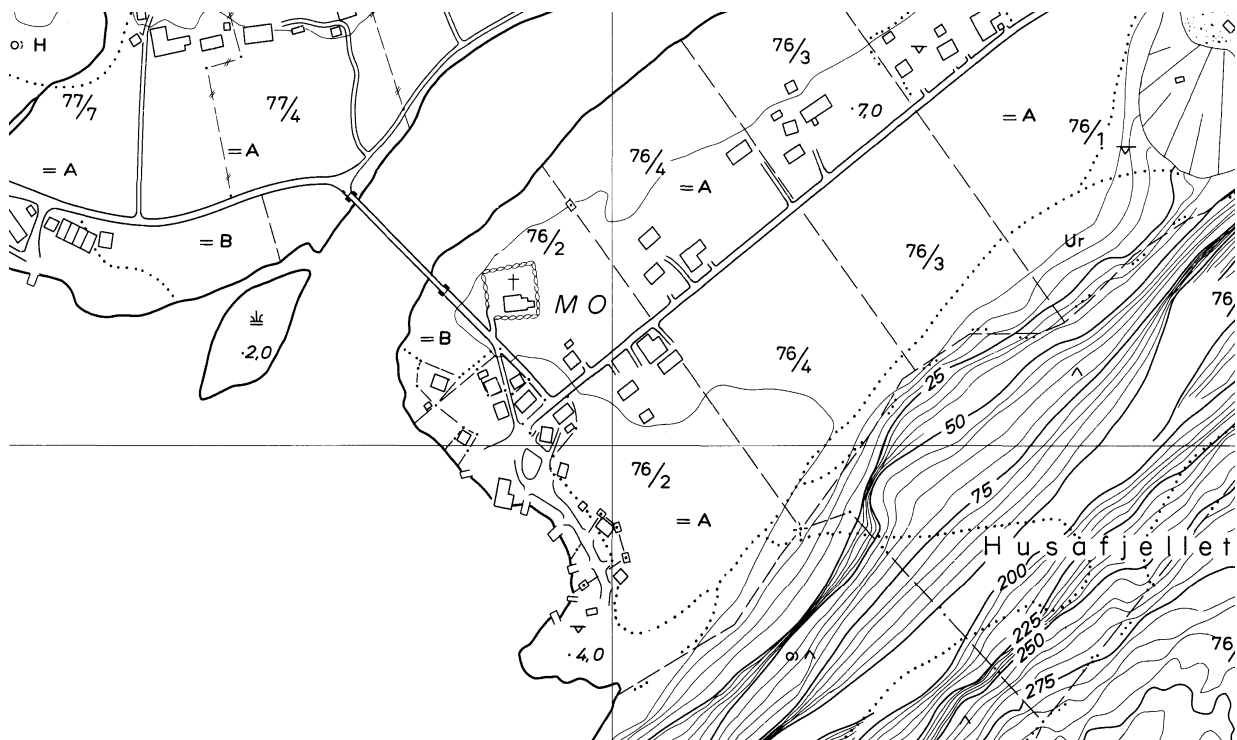 H
76/3
77/7
77/4
·7,0
= A
76/1
= A
76/4
= A
= A
= B
76/2
76/3
Ur
76/
MO
= B
·2,0
76/4
25
50
76/2
75
= A
Husåfjellet
200
225
250
275
76/
·4,0